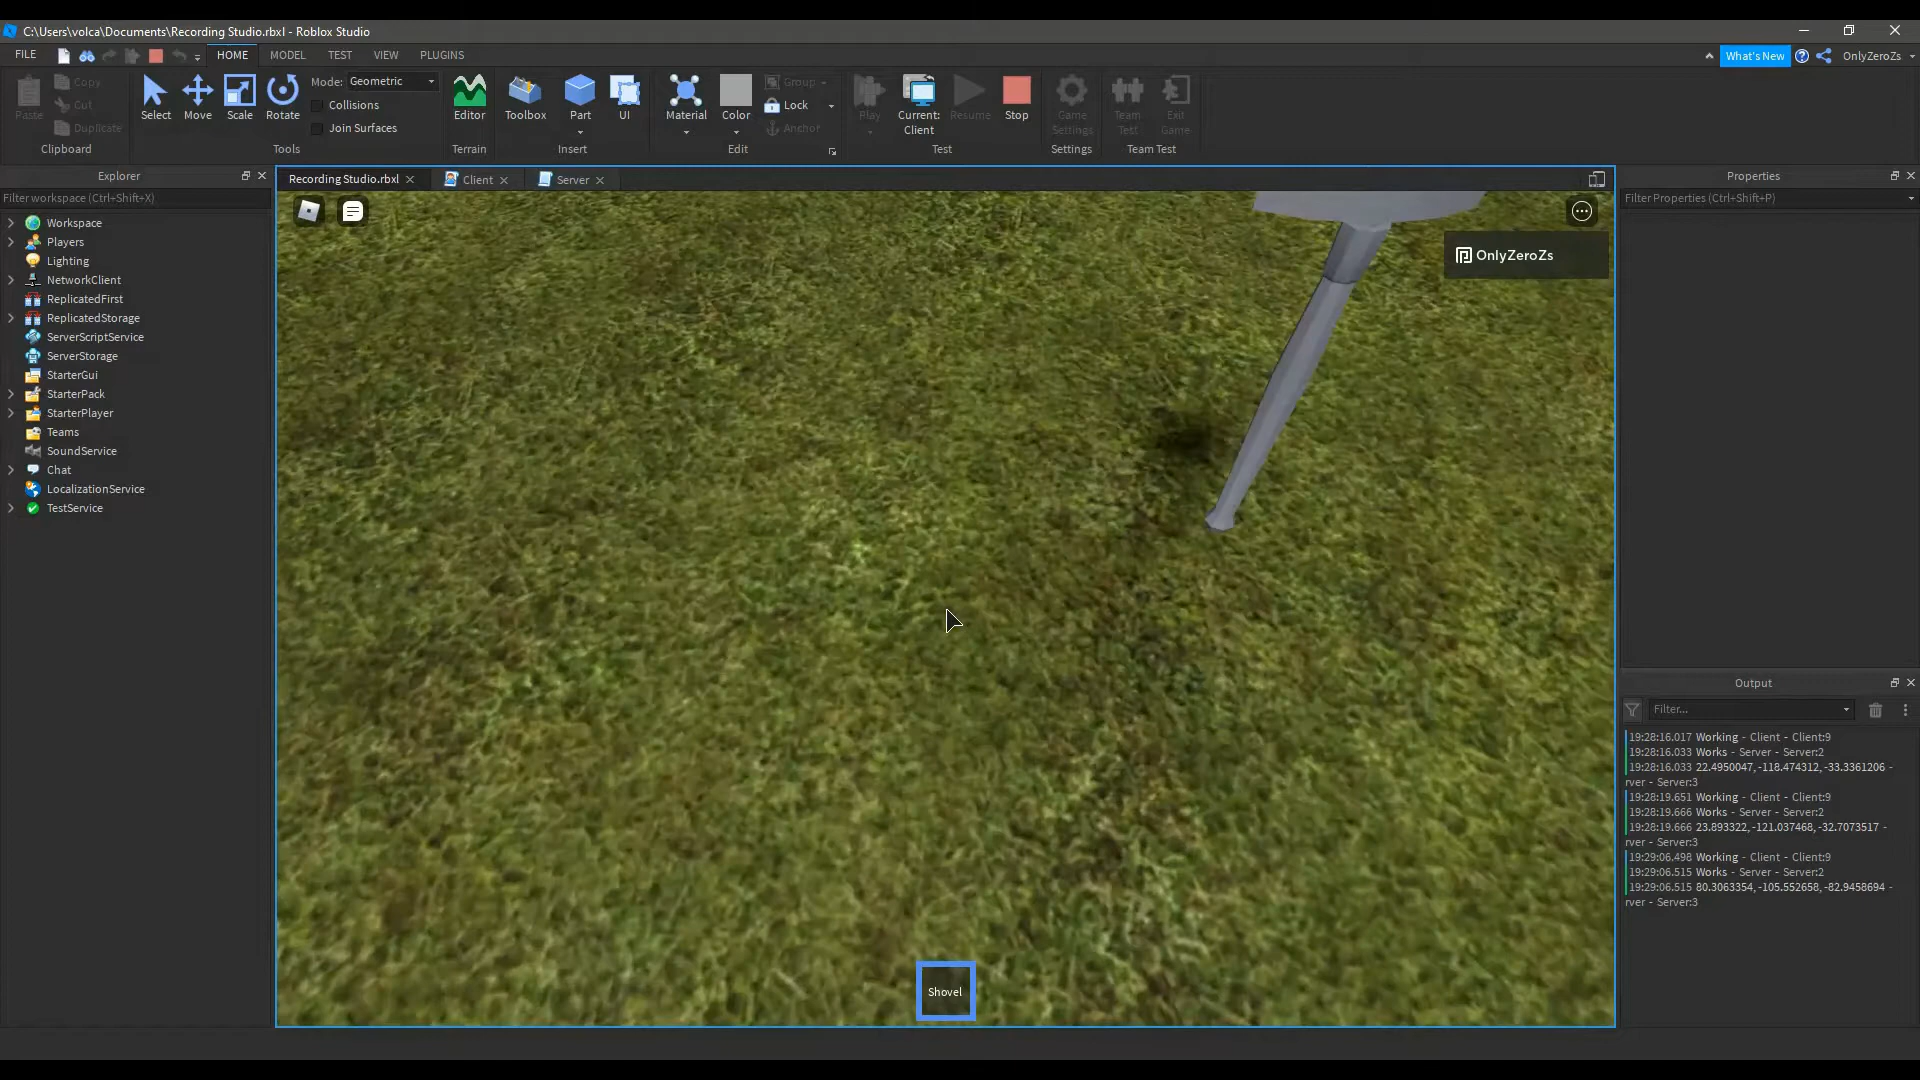 C:\Users\volca\Documents\Recording Studio.rbxl - Roblox Studio
FILE
HOME
MODEL
TEST
VIEW
PLUGINS
What's New
OnlyZeroZs
Paste
Copy
Cut
Duplicate
Clipboard
Select
Move
Scale
Rotate
Mode: Geometric
Collisions
Join Surfaces
Tools
Editor
Terrain
Toolbox
Part
UI
Insert
Material
Color
Group
Lock
Anchor
Edit
Play
Current:
Client
Resume
Stop
Test
Game
Settings
Settings
Team
Test
Exit
Game
Team Test
Explorer
Filter workspace (Ctrl+Shift+X)
Workspace
Players
Lighting
NetworkClient
ReplicatedFirst
ReplicatedStorage
ServerScriptService
ServerStorage
StarterGui
StarterPack
StarterPlayer
Teams
SoundService
Chat
LocalizationService
TestService
Recording Studio.rbxl
Client
Server
OnlyZeroZs
Shovel
Properties
Filter Properties (Ctrl+Shift+P)
Output
Filter...
19:28:16.017 Working - Client - Client:9
19:28:16.033 Works - Server - Server:2
19:28:16.033 22.4950047,-118.474312,-33.3361206 -
rver - Server:3
19:28:19.651 Working - Client - Client:9
19:28:19.666 Works - Server - Server:2
19:28:19.666 23.893322,-121.037468,-32.7073517 -
rver - Server:3
19:29:06.498 Working - Client - Client:9
19:29:06.515 Works - Server - Server:2
19:29:06.515 80.3063354,-105.552658,-82.9458694 -
rver - Server:3